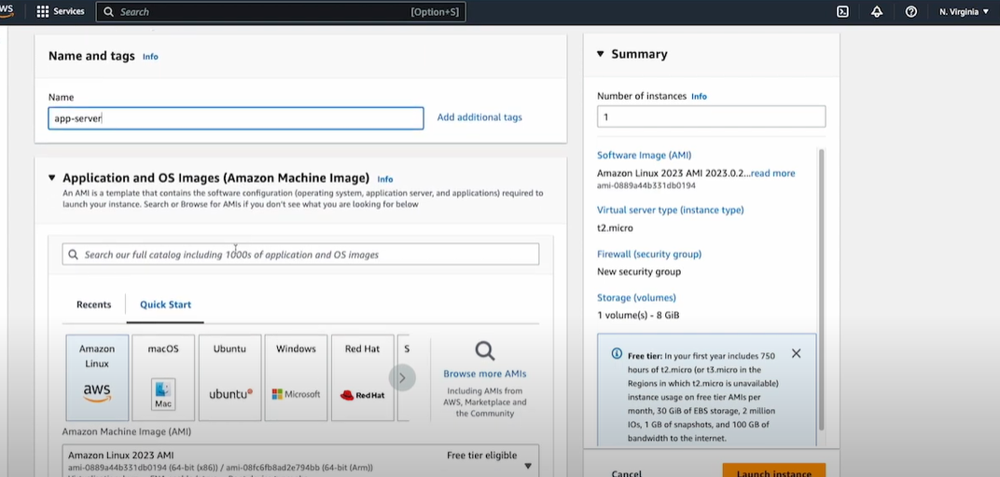 WS
Services
Search
[Option+S]
N. Virginia
Name and tags Info
Name
app-server
Add additional tags
Application and OS Images (Amazon Machine Image) Info
An AMI is a template that contains the software configuration (operating system, application server, and applications) required to
launch your instance. Search or Browse for AMIs if you don't see what you are looking for below
Search our full catalog including 1000s of application and OS images
Recents
Quick Start
Amazon
Linux
aws
macOS
Mac
Ubuntu
ubuntu
Windows
Microsoft
Red Hat
Red Hat
S
Browse more AMIs
Including AMIs from
AWS, Marketplace and
the Community
Amazon Machine Image (AMI)
Amazon Linux 2023 AMI
Free tier eligible
ami-0889a44b331db0194 (64-bit (x86)) / ami-08fc6fb8ad2e794bb (64-bit (Arm))
Summary
Number of instances Info
1
Software Image (AMI)
Amazon Linux 2023 AMI 2023.0.2...read more
ami-0889a44b331db0194
Virtual server type (instance type)
t2.micro
Firewall (security group)
New security group
Storage (volumes)
1 volume(s) - 8 GiB
Free tier: In your first year includes 750
hours of t2.micro (or t3.micro in the
Regions in which t2.micro is unavailable)
instance usage on free tier AMIs per
month, 30 GiB of EBS storage, 2 million
IOs, 1 GB of snapshots, and 100 GB of
bandwidth to the internet.
Cancel
Launch instance